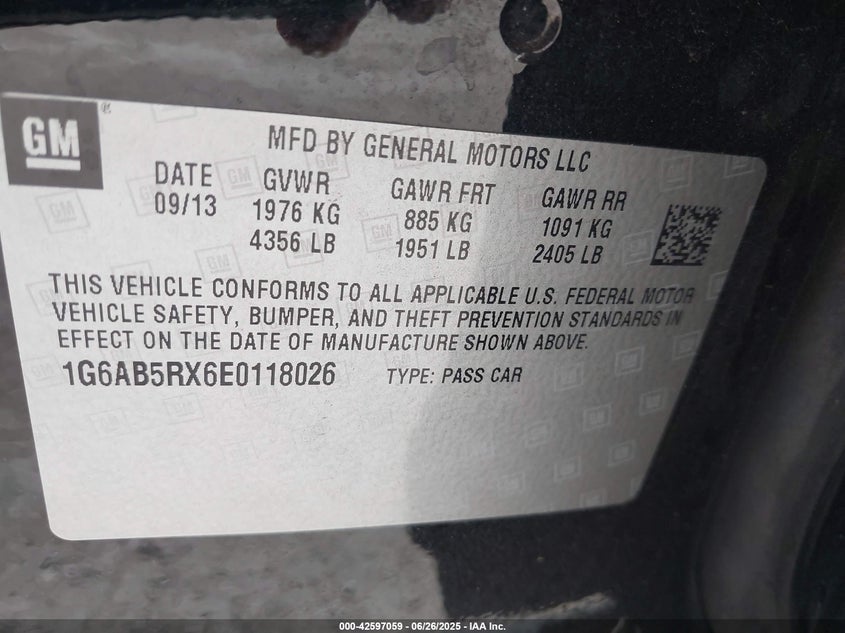 GM®
MFD BY GENERAL MOTORS LLC
DATE GVWR GAWR FRT GAWR RR
09/13 1976 KG 885 KG 1091 KG
4356 LB 1951 LB 2405 LB
THIS VEHICLE CONFORMS TO ALL APPLICABLE U.S. FEDERAL MOTOR
VEHICLE SAFETY, BUMPER, AND THEFT PREVENTION STANDARDS IN
EFFECT ON THE DATE OF MANUFACTURE SHOWN ABOVE.
1G6AB5RX6E0118026 TYPE: PASS CAR
000-42597059 - 06/26/2025 - IAA Inc.